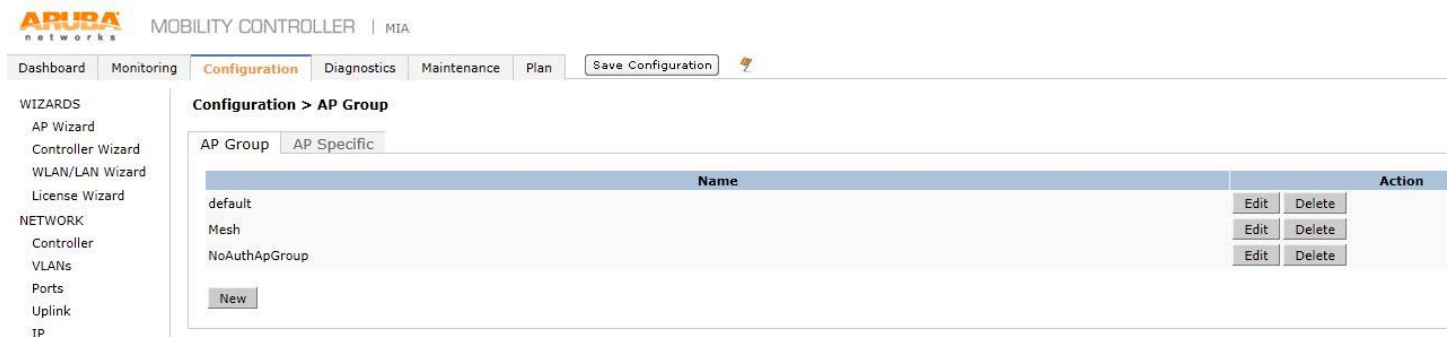 ARUBA
networks
MOBILITY CONTROLLER | MIA
Dashboard Monitoring Configuration Diagnostics Maintenance Plan Save Configuration
WIZARDS
AP Wizard
Controller Wizard
WLAN/LAN Wizard
License Wizard
NETWORK
Controller
VLANs
Ports
Uplink
IP
Configuration > AP Group
AP Group AP Specific
Name Action
default Edit Delete
Mesh Edit Delete
NoAuthApGroup Edit Delete
New